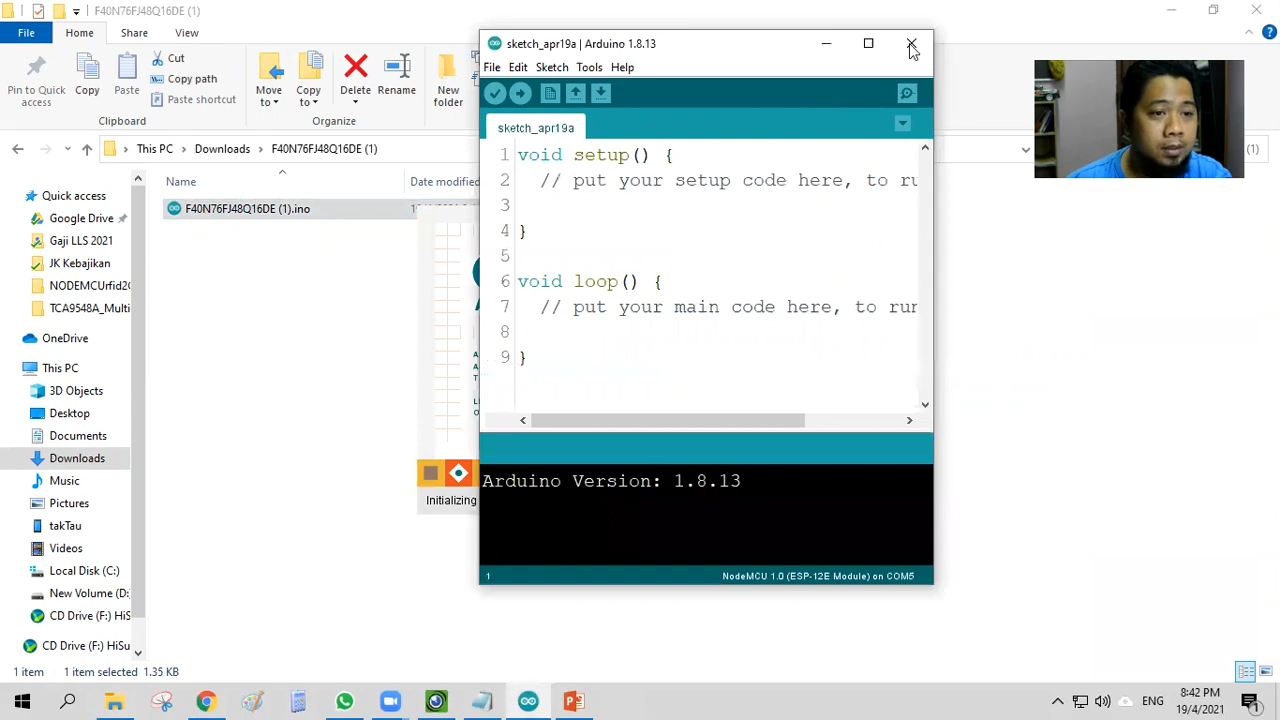 F40N76FJ48Q16DE (1)
File
Home
Share
View
Pin to Quick access
Copy
Paste
Cut
Copy path
Paste shortcut
Clipboard
Move to
Copy to
Delete
Rename
New folder
Organize
This PC
Downloads
F40N76FJ48Q16DE (1)
(1)
Name
Date modified
F40N76FJ48Q16DE (1).ino
Quick access
Google Drive
Gaji LLS 2021
JK Kebajikan
NODEMCUrfid20
TCA9548A_Multi
OneDrive
This PC
3D Objects
Desktop
Documents
Downloads
Music
Pictures
takTau
Videos
Local Disk (C:)
New Volume (D:)
CD Drive (F:) HiS
CD Drive (F:) HiSu
1 item
1 item selected
1.35 KB
Initializing
sketch_apr19a | Arduino 1.8.13
File Edit Sketch Tools Help
sketch_apr19a
1 void setup() {
2 // put your setup code here, to ru
3
4 }
5
6 void loop() {
7 // put your main code here, to run
8
9 }
Arduino Version: 1.8.13
1
NodeMCU 1.0 (ESP-12E Module) on COM5
ENG
8:42 PM
19/4/2021